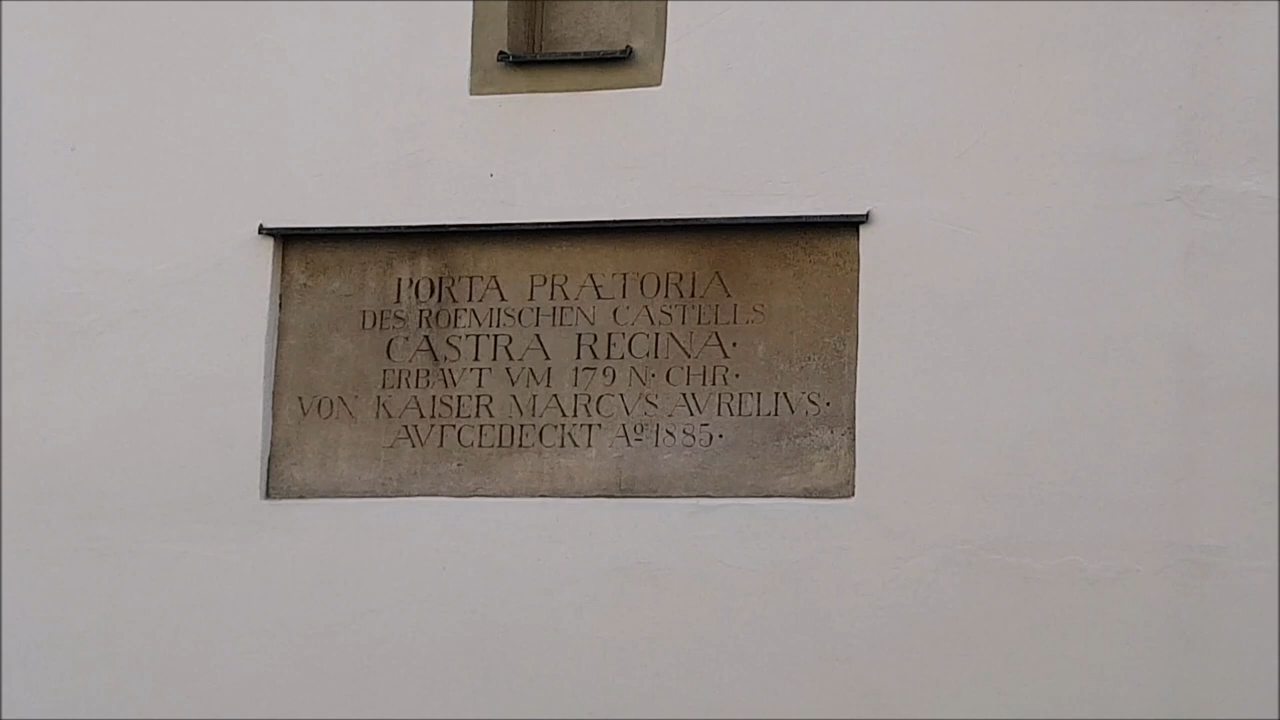 PORTA PRÆTORIA
DES ROEMISCHEN CASTELLS
CASTRA REGINA·
ERBAVT VM 179 N· CHR·
VON KAISER MARCVS AVRELIVS·
AVFGEDECKT Aº 1885·